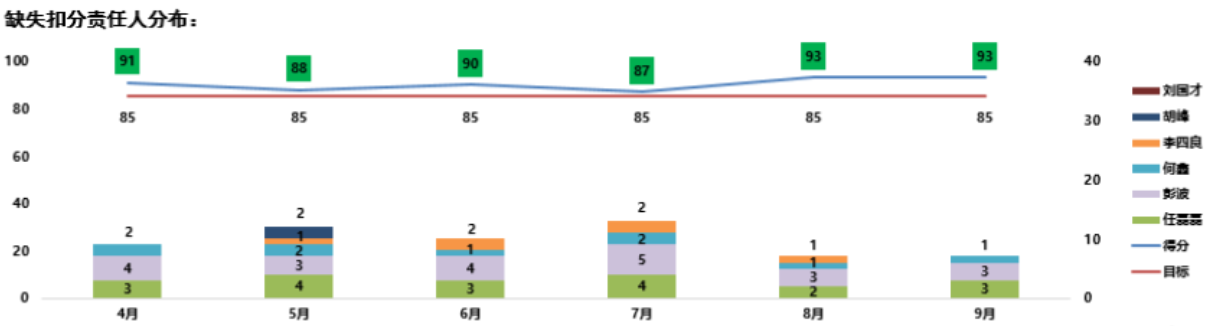 缺失扣分责任人分布：
91 88 90 87 93 93
100 40
80 85 85 85 85 85 85
30
60
20
40
2 2 2 2 1 1
20 1 2 1 2 1 10
4 3 4 5 3 3
3 4 3 4 2 3
0 0
4月 5月 6月 7月 8月 9月
刘国才
胡峰
李四良
何鑫
彭波
任磊磊
得分
目标